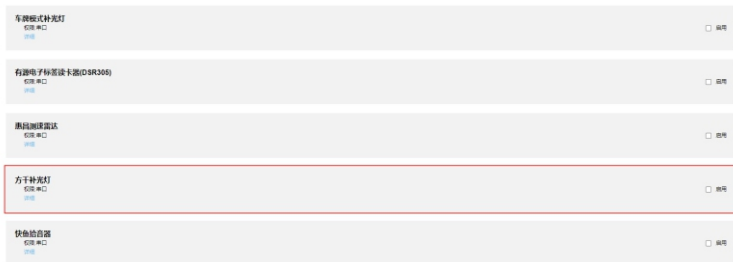 车牌模式补光灯
权限 串口
详细
启用
有源电子标签读卡器(DSR305)
权限 串口
详细
启用
惠昌测速雷达
权限 串口
详细
启用
方千补光灯
权限 串口
详细
启用
快鱼拾音器
权限 串口
详细
启用